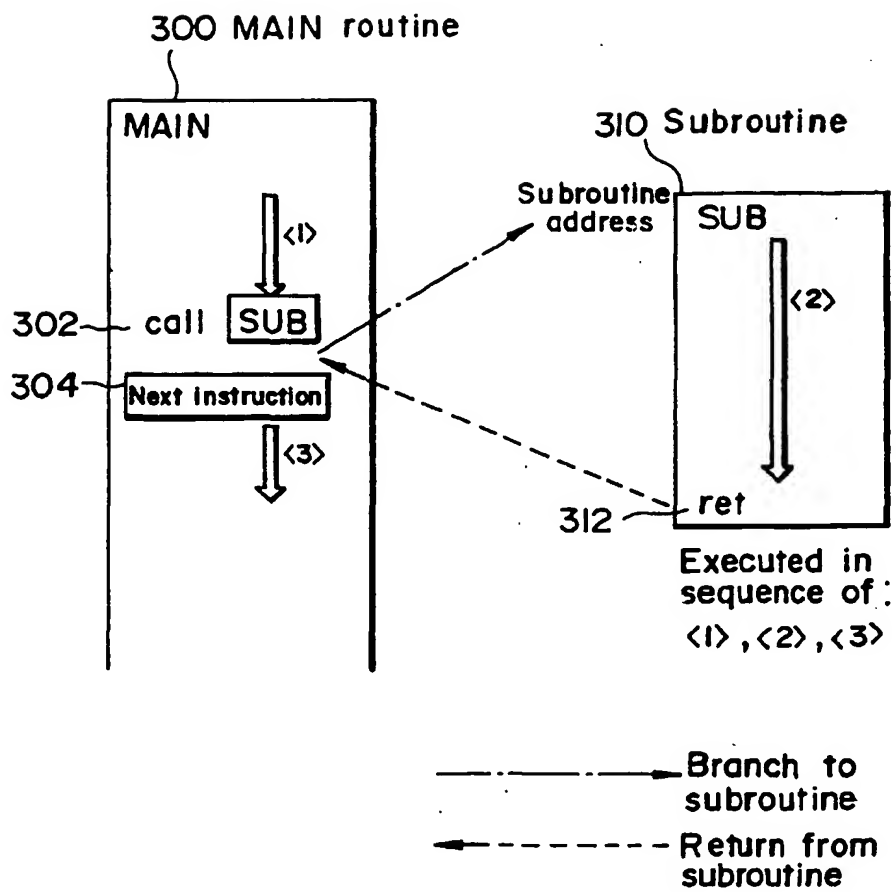 300 MAIN routine
MAIN
310 Subroutine
Subroutine
address
SUB
<1>
<2>
302
call
SUB
304
Next instruction
<3>
312
ret
Executed in
sequence of :
<1>, <2>, <3>
Branch to
subroutine
Return from
subroutine